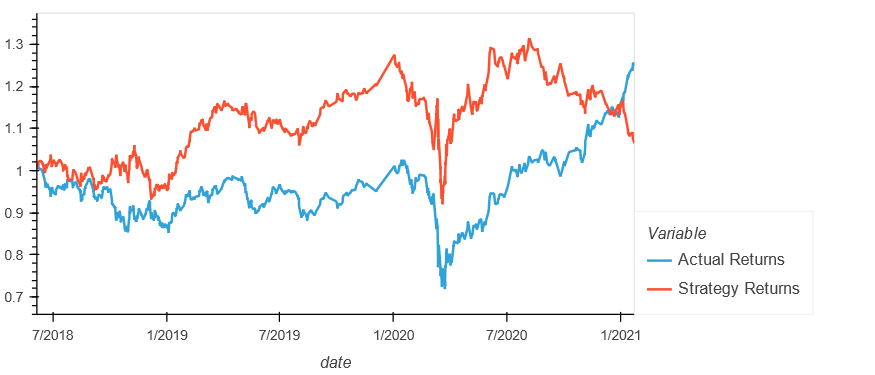 1.3
1.2
1.1
1
0.9
0.8
0.7
7/2018 1/2019 7/2019 1/2020 7/2020 1/2021
date
Variable
Actual Returns
Strategy Returns